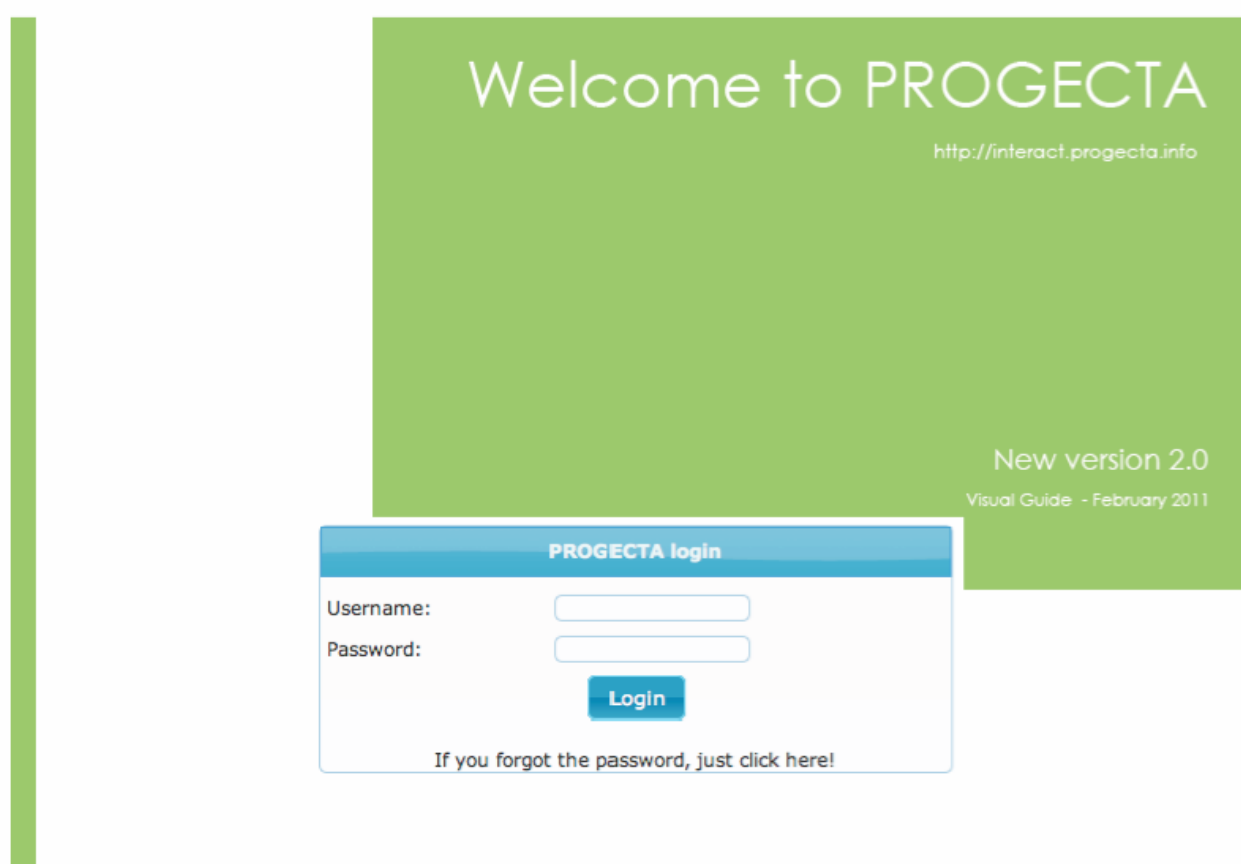 Welcome to PROGECTA
http://interact.progecta.info
New version 2.0
Visual Guide - February 2011
PROGECTA login
Username:
Password:
Login
If you forgot the password, just click here!